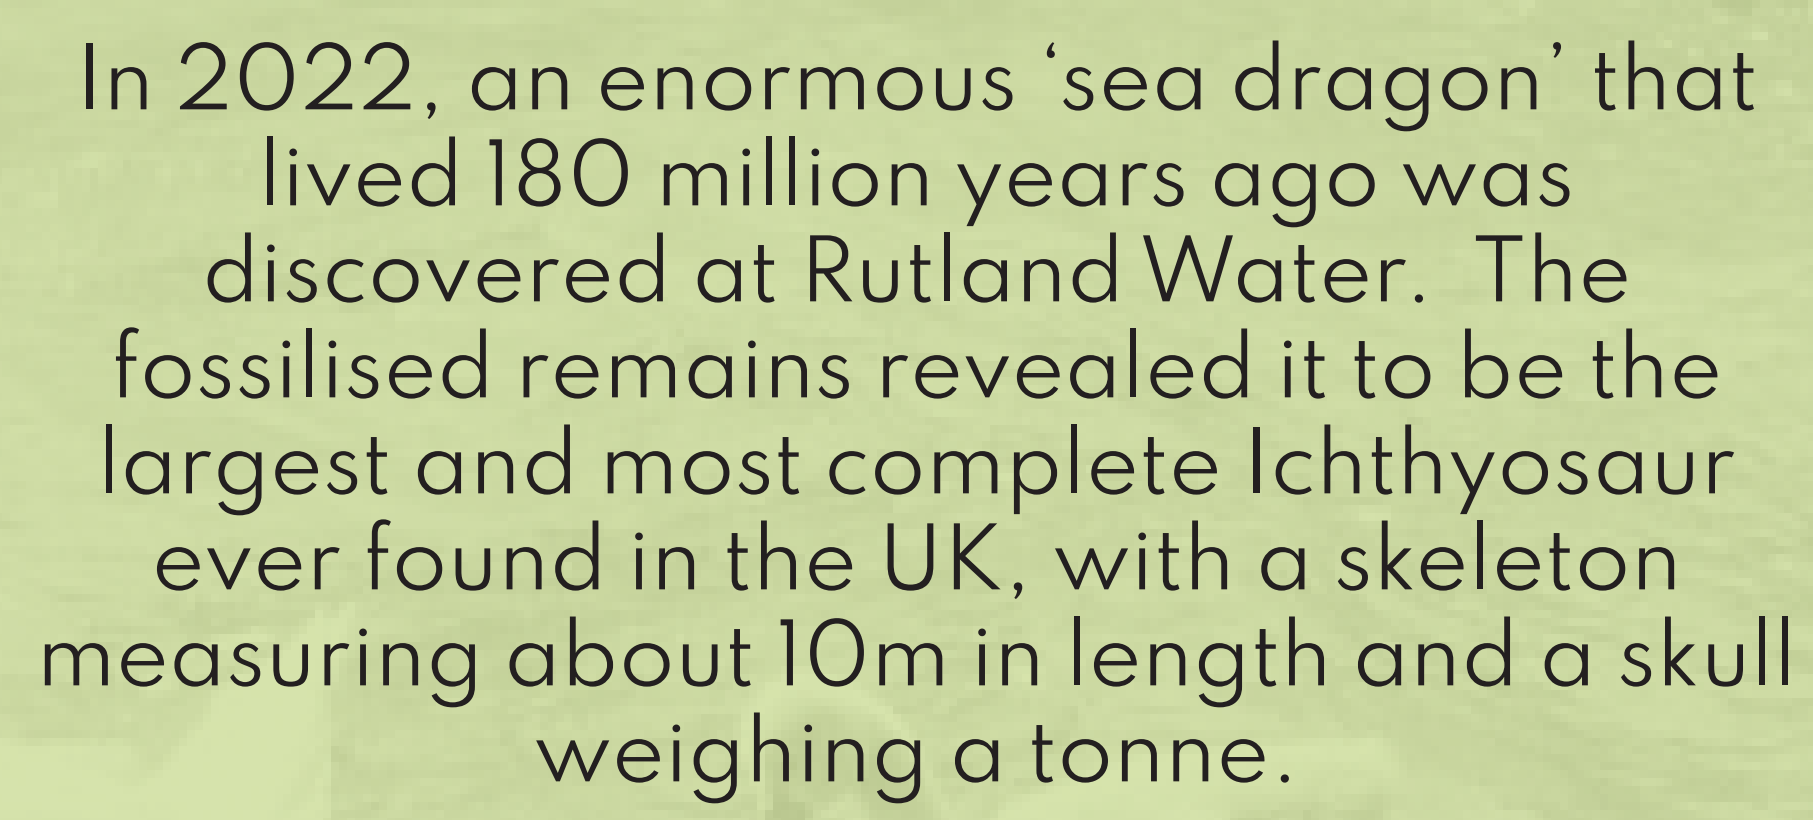 In 2022, an enormous ‘sea dragon’ that
lived 180 million years ago was
discovered at Rutland Water.  The
fossilised remains revealed it to be the
largest and most complete Ichthyosaur
ever found in the UK, with a skeleton
measuring about 10m in length and a skull
weighing a tonne.